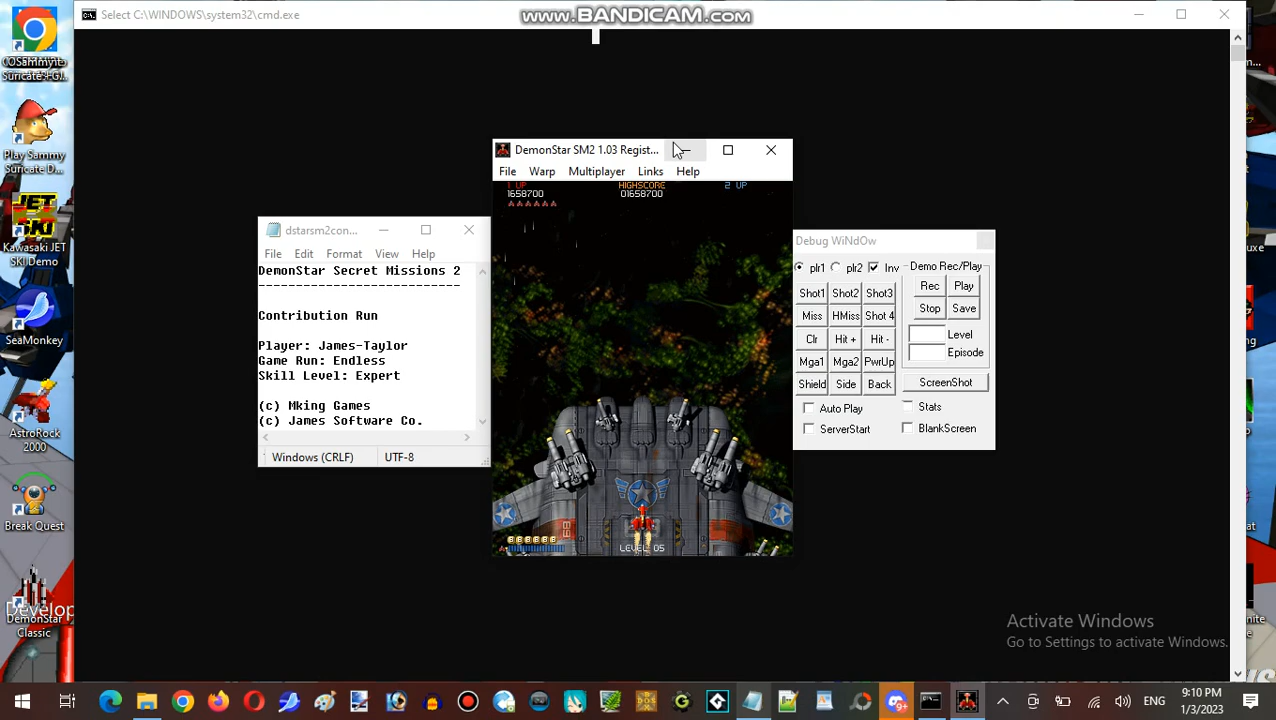 Select C:\WINDOWS\system32\cmd.exe
www.BANDICAM.com
Play Sammy
Suricate D...
JET
SKI
Kawasaki JET
SKI Demo
SeaMonkey
AstroRock
2000
Break Quest
Develop
DemonStar
Classic
dstarsm2con...
File Edit Format View Help
DemonStar Secret Missions 2
--------------------------
Contribution Run
Player: James-Taylor
Game Run: Endless
Skill Level: Expert
(c) Mking Games
(c) James Software Co.
Windows (CRLF) UTF-8
DemonStar SM2 1.03 Regist...
File Warp Multiplayer Links Help
1 UP HIGHSCORE 2 UP
1658700 01658700
LEVEL 05
Debug WiNdOw
plr1 plr2 Inv Demo Rec/Play
Shot1 Shot2 Shot3 Rec Play
Miss HMiss Shot 4 Stop Save
Clr Hit + Hit - Level
Mga1 Mga2 PwrUp Episode
Shield Side Back ScreenShot
Auto Play Stats
ServerStart BlankScreen
Activate Windows
Go to Settings to activate Windows.
ENG
9:10 PM
1/3/2023